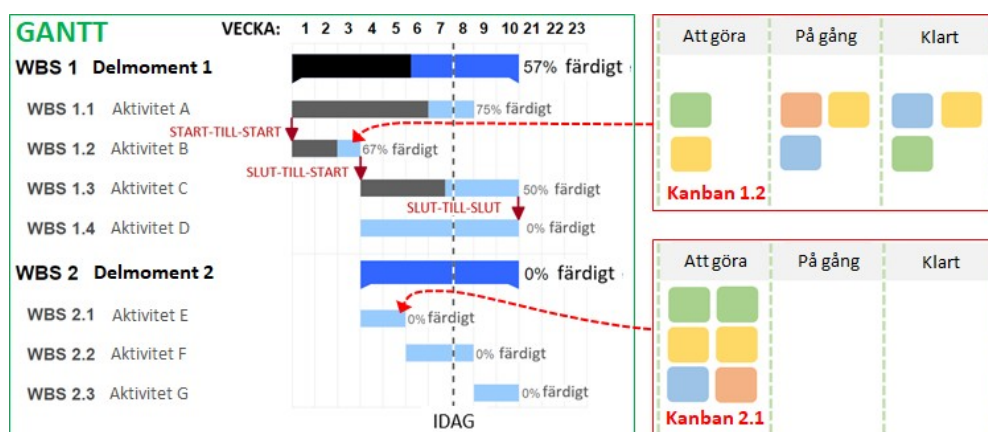 GANTT VECKA: 1 2 3 4 5 6 7 8 9 10 21 22 23
WBS 1 Delmoment 1 57% färdigt
WBS 1.1 Aktivitet A 75% färdigt
START-TILL-START
WBS 1.2 Aktivitet B 67% färdigt
SLUT-TILL-START
WBS 1.3 Aktivitet C 50% färdigt
SLUT-TILL-SLUT
WBS 1.4 Aktivitet D 0% färdigt
WBS 2 Delmoment 2 0% färdigt
WBS 2.1 Aktivitet E 0% färdigt
WBS 2.2 Aktivitet F 0% färdigt
WBS 2.3 Aktivitet G 0% färdigt
IDAG
Att göra På gång Klart
Kanban 1.2
Att göra På gång Klart
Kanban 2.1